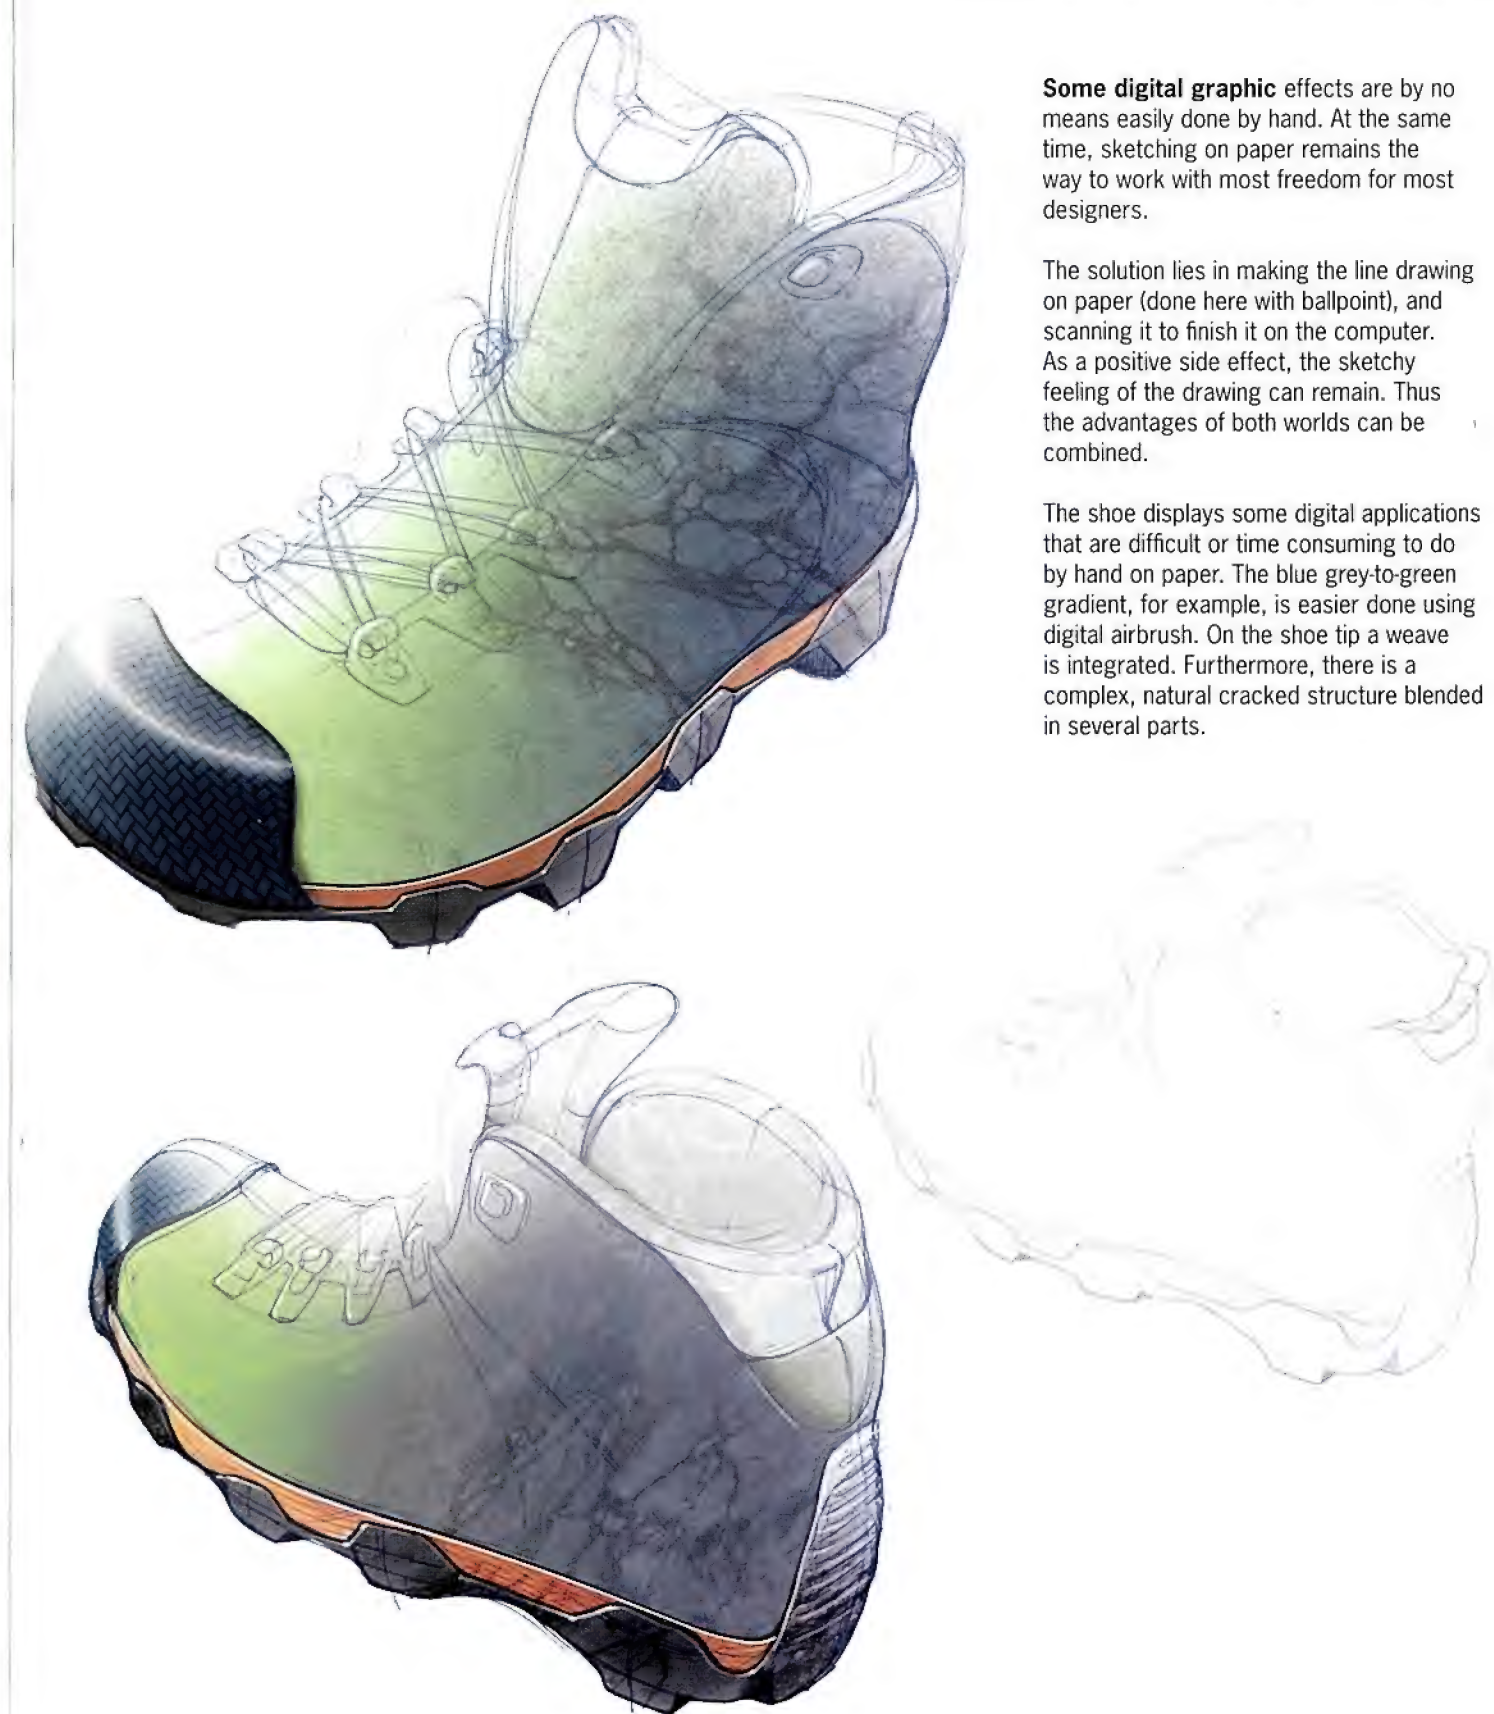 Some digital graphic effects are by no
means easily done by hand. At the same
time, sketching on paper remains the
way to work with most freedom for most
designers.
The solution lies in making the line drawing
on paper (done here with ballpoint), and
scanning it to finish it on the computer.
As a positive side effect, the sketchy
feeling of the drawing can remain. Thus
the advantages of both worlds can be
combined.
The shoe displays some digital applications
that are difficult or time consuming to do
by hand on paper. The blue grey-to-green
gradient, for example, is easier done using
digital airbrush. On the shoe tip a weave
is integrated. Furthermore, there is a
complex, natural cracked structure blended
in several parts.